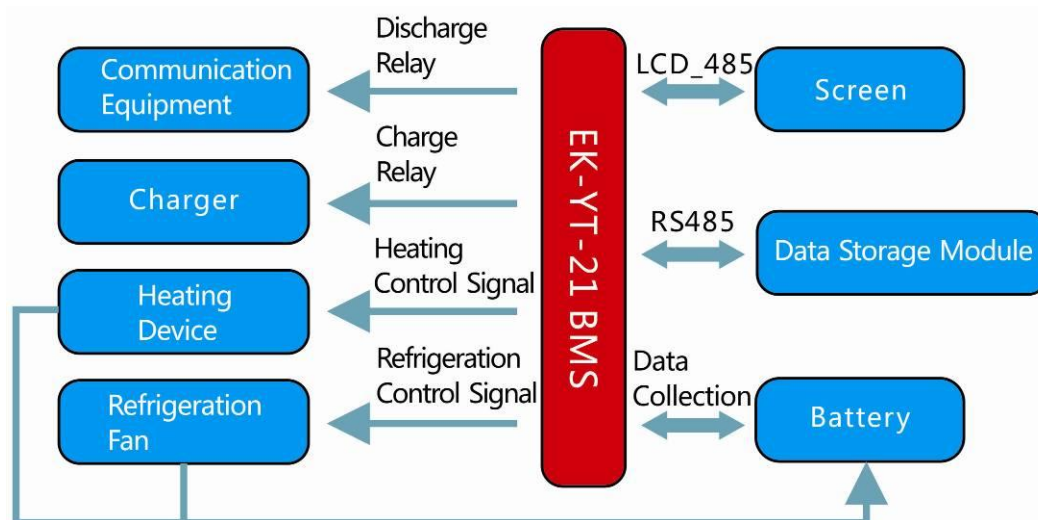 Discharge
Relay
Communication
Equipment
Charge
Relay
Charger
Heating
Control Signal
Heating
Device
Refrigeration
Control Signal
Refrigeration
Fan
EK-YT-21 BMS
LCD_485
Screen
RS485
Data Storage Module
Data
Collection
Battery